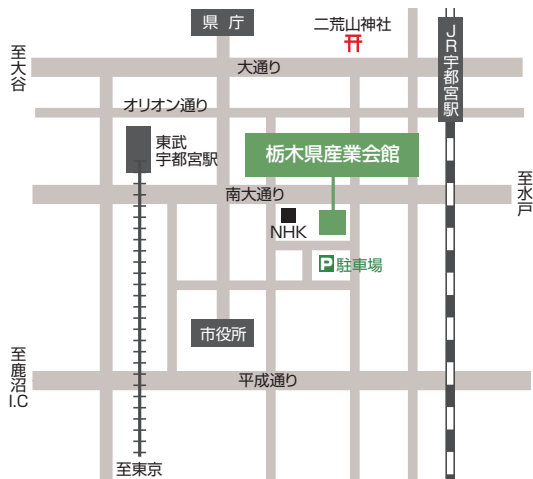 県 庁
二荒山神社
JR宇都宮駅
至大谷
大通り
オリオン通り
東武
宇都宮駅
栃木県産業会館
至水戸
南大通り
NHK
P 駐車場
市役所
至鹿沼I.C
平成通り
至東京